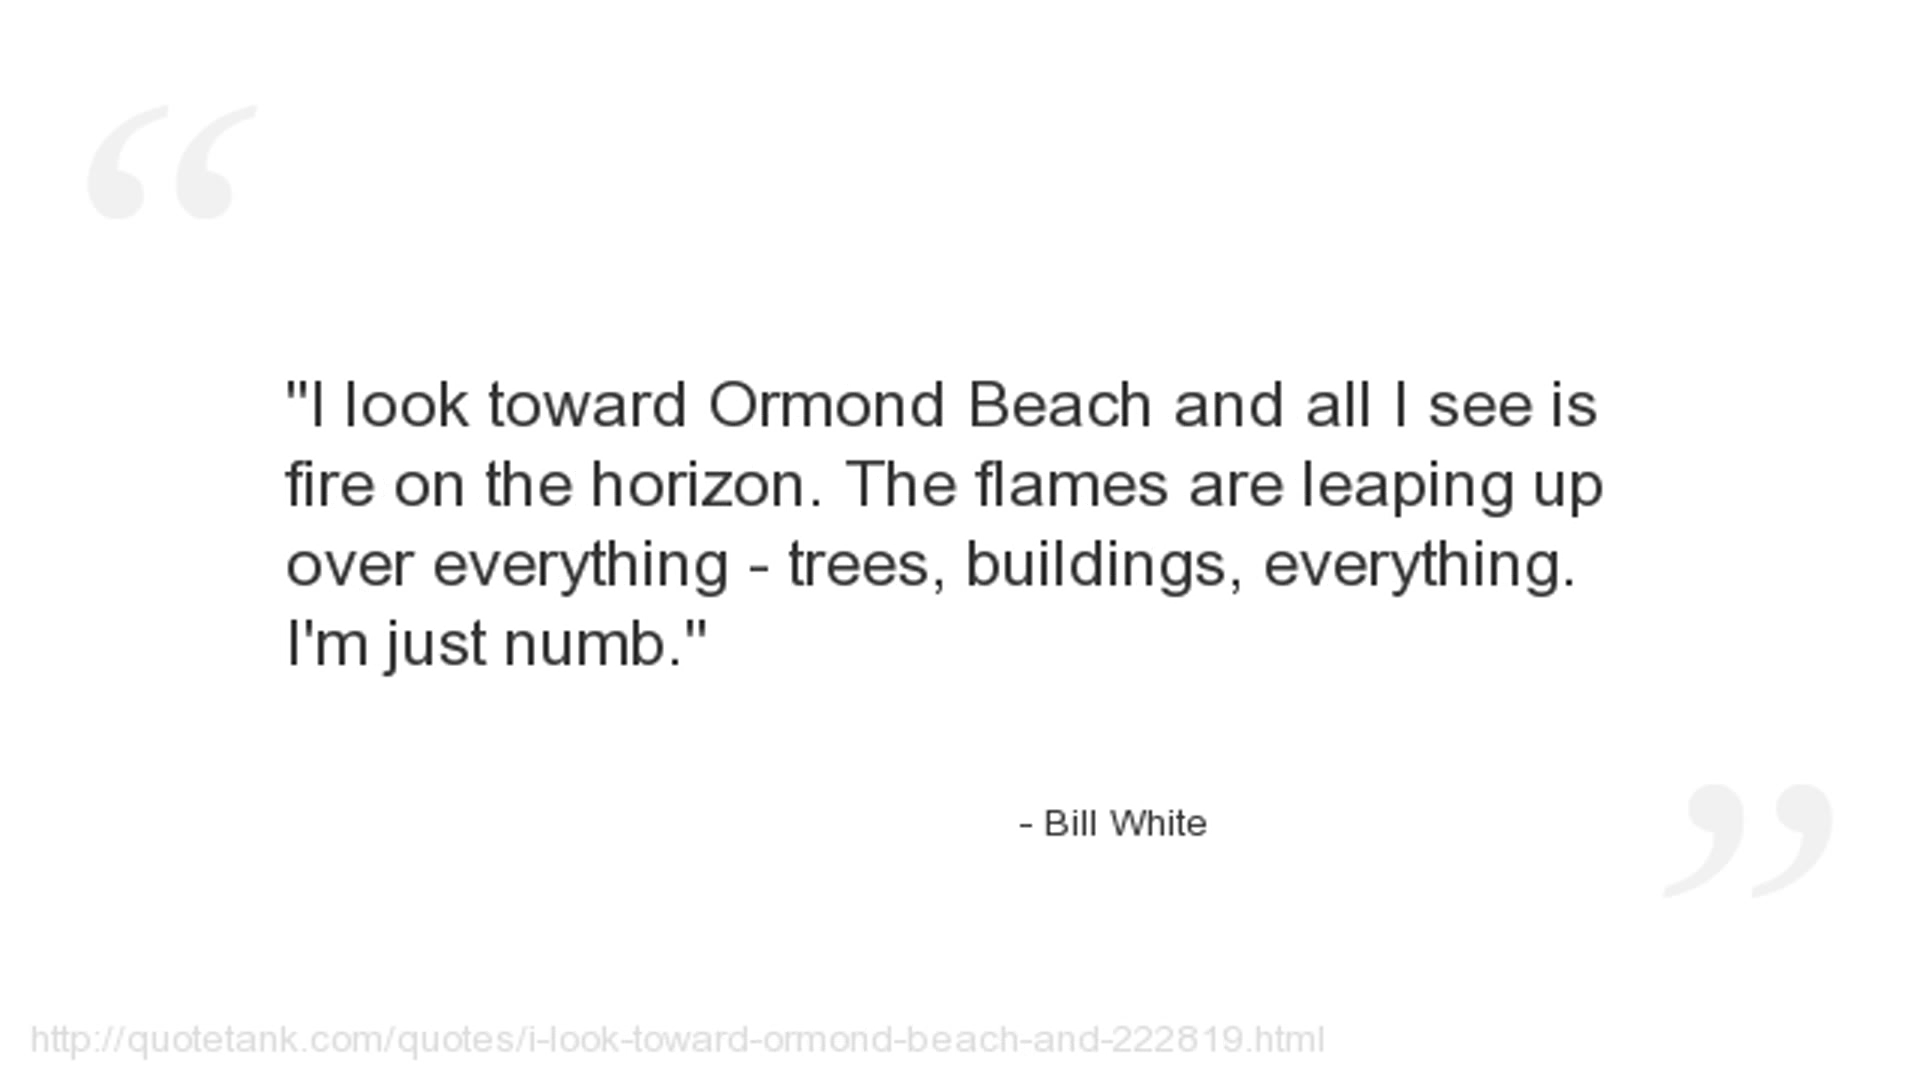 "I look toward Ormond Beach and all I see is
fire on the horizon. The flames are leaping up
over everything - trees, buildings, everything.
I'm just numb."
- Bill White
http://quotetank.com/quotes/i-look-toward-ormond-beach-and-222819.html